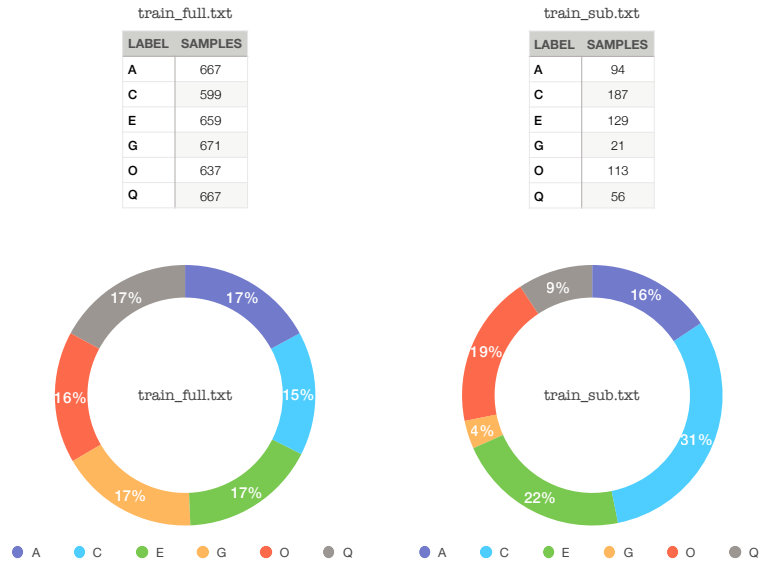 train_full.txt
LABEL SAMPLES
A 667
C 599
E 659
G 671
O 637
Q 667
train_sub.txt
LABEL SAMPLES
A 94
C 187
E 129
G 21
O 113
Q 56
17% 17%
16% 15%
17% 17%
train_full.txt
A C E G O Q
9% 16%
19%
4% 31%
22%
train_sub.txt
A C E G O Q